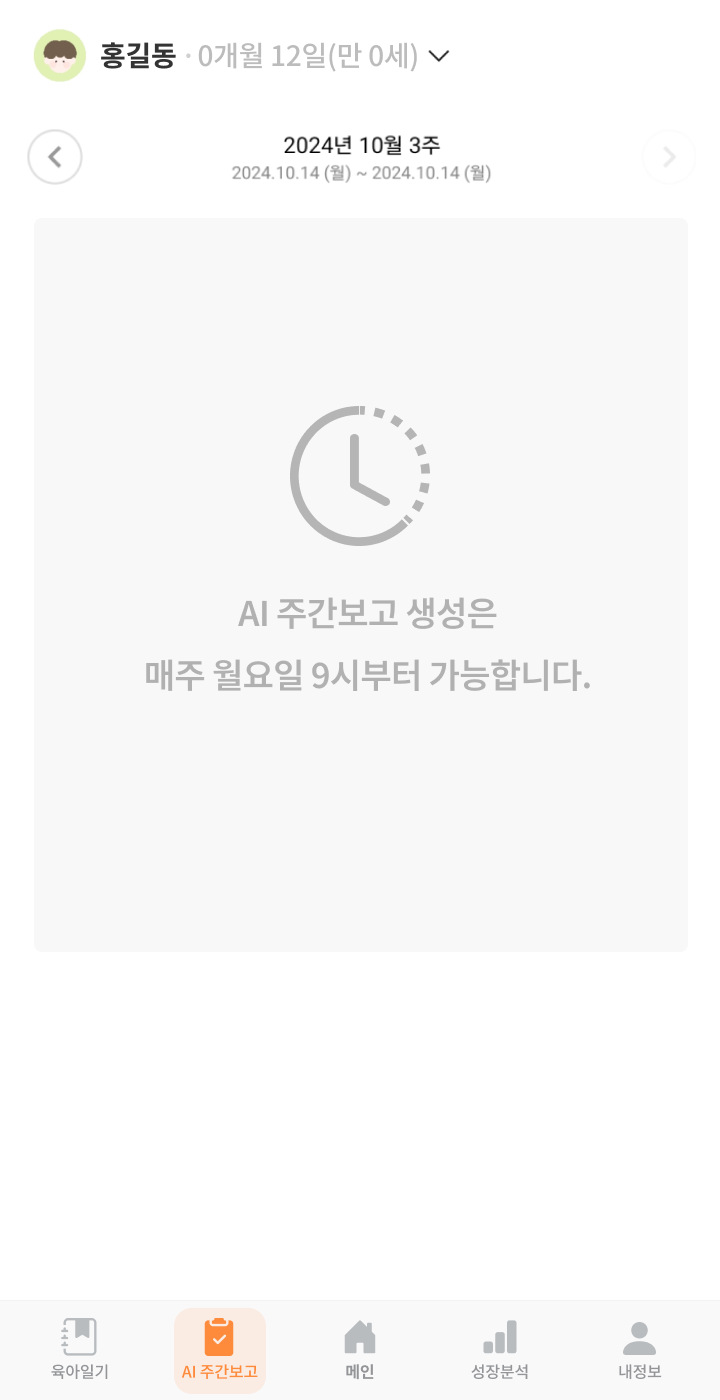 홍길동 · 0개월 12일(만 0세)
2024년 10월 3주
2024.10.14 (월) ~ 2024.10.14 (월)
AI 주간보고 생성은
매주 월요일 9시부터 가능합니다.
육아일기
AI 주간보고
메인
성장분석
내정보